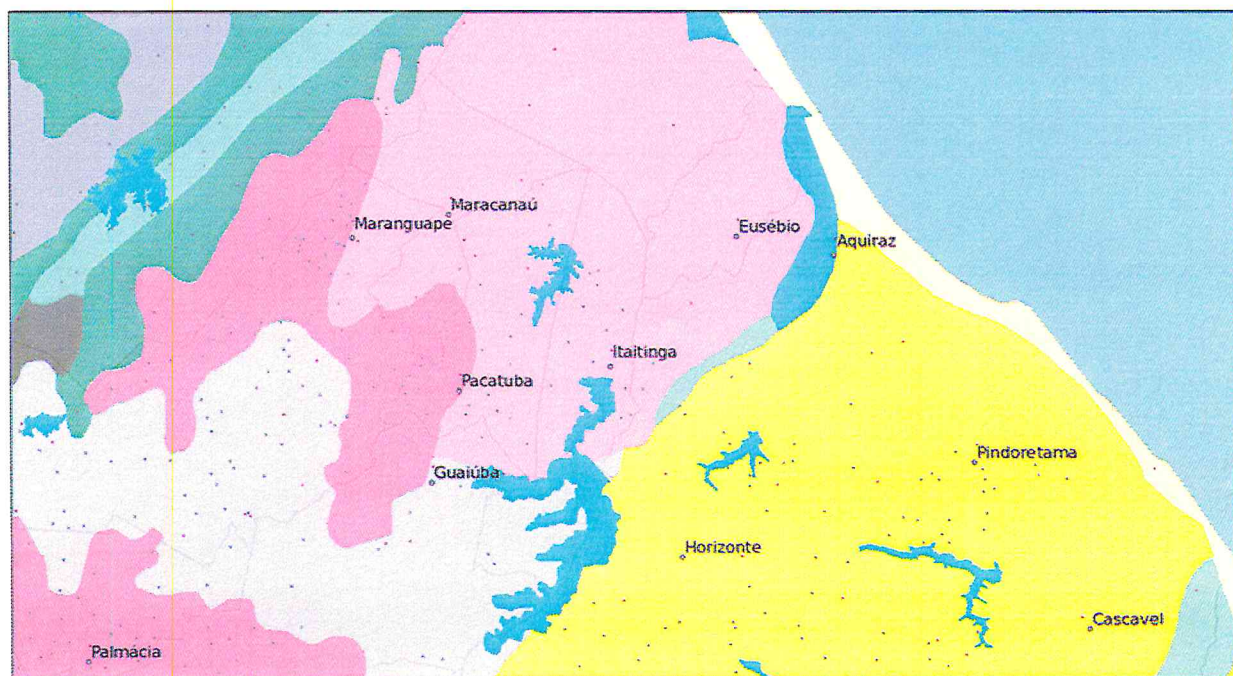 Maracanaú
Maranguape
Eusébio
Aquiraz
Itaitinga
Pacatuba
Guaiúba
Pindoretama
Horizonte
Cascavel
Palmácia